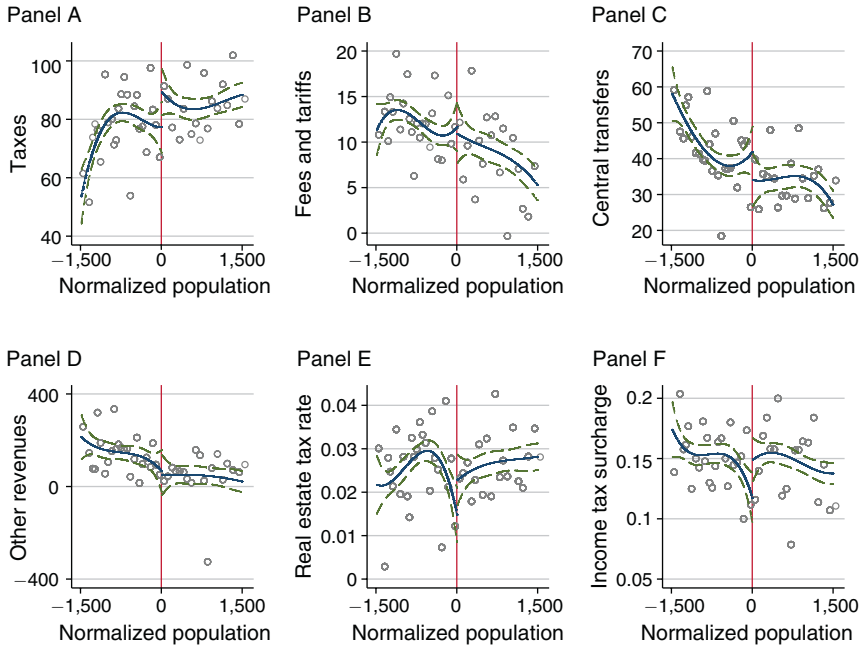 Panel A
Taxes
100
80
60
40
−1,500 0 1,500
Normalized population
Panel B
Fees and tariffs
20
15
10
5
0
−1,500 0 1,500
Normalized population
Panel C
Central transfers
70
60
50
40
30
20
−1,500 0 1,500
Normalized population
Panel D
Other revenues
400
0
−400
−1,500 0 1,500
Normalized population
Panel E
Real estate tax rate
0.04
0.03
0.02
0.01
0
−1,500 0 1,500
Normalized population
Panel F
Income tax surcharge
0.2
0.15
0.1
0.05
−1,500 0 1,500
Normalized population